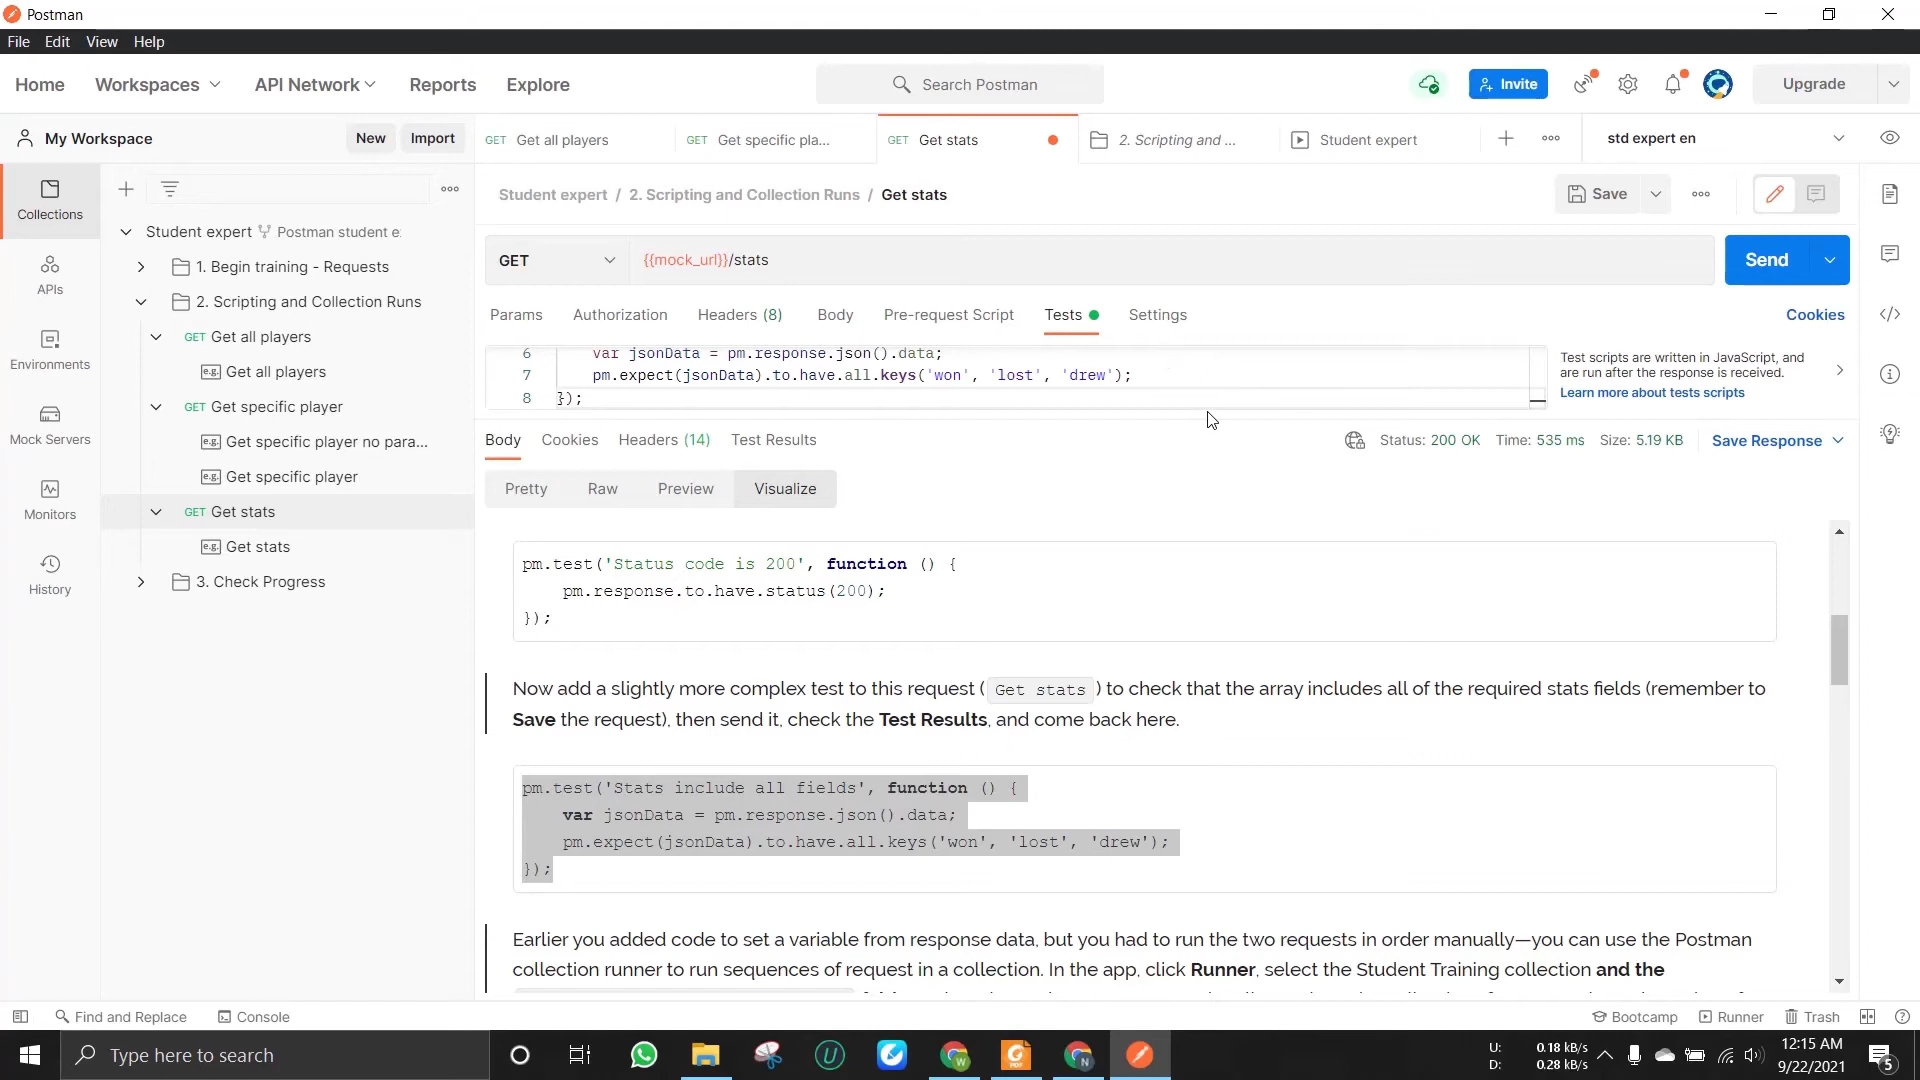 Postman
File Edit View Help
Home Workspaces API Network Reports Explore Search Postman Invite Upgrade
My Workspace New Import GET Get all players GET Get specific pla... GET Get stats 2. Scripting and ... Student expert std expert en
Collections
APIs
Environments
Mock Servers
Monitors
History
Student expert Postman student e
1. Begin training - Requests
2. Scripting and Collection Runs
GET Get all players
e.g. Get all players
GET Get specific player
e.g. Get specific player no para...
e.g. Get specific player
GET Get stats
e.g. Get stats
3. Check Progress
Student expert / 2. Scripting and Collection Runs / Get stats Save
GET {{mock_url}}/stats Send
Params Authorization Headers (8) Body Pre-request Script Tests Settings Cookies
6 var jsonData = pm.response.json().data;
7 pm.expect(jsonData).to.have.all.keys('won', 'lost', 'drew');
8 });
Test scripts are written in JavaScript, and
are run after the response is received.
Learn more about tests scripts
Body Cookies Headers (14) Test Results Status: 200 OK Time: 535 ms Size: 5.19 KB Save Response
Pretty Raw Preview Visualize
pm.test('Status code is 200', function () {
pm.response.to.have.status(200);
});
Now add a slightly more complex test to this request ( Get stats ) to check that the array includes all of the required stats fields (remember to
Save the request), then send it, check the Test Results, and come back here.
pm.test('Stats include all fields', function () {
var jsonData = pm.response.json().data;
pm.expect(jsonData).to.have.all.keys('won', 'lost', 'drew');
});
Earlier you added code to set a variable from response data, but you had to run the two requests in order manually—you can use the Postman
collection runner to run sequences of request in a collection. In the app, click Runner, select the Student Training collection and the
Find and Replace Console Bootcamp Runner Trash
Type here to search
U: 0.18 kB/s
D: 0.28 kB/s
12:15 AM
9/22/2021
5